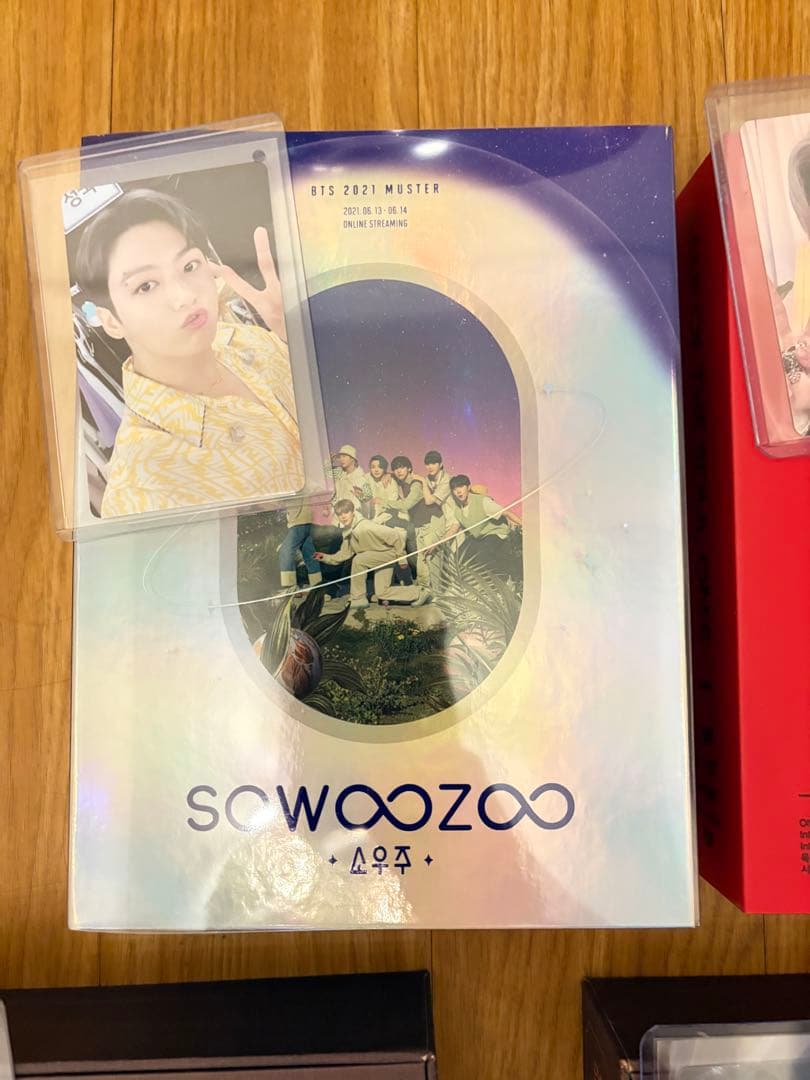 BTS 2021 MUSTER
2021.06.13 - 06.14
ONLINE STREAMING
SOWOOZOO
소우주